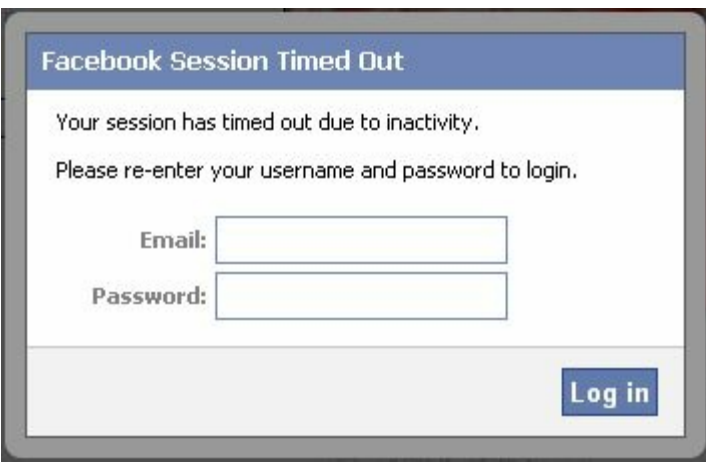 Facebook Session Timed Out
Your session has timed out due to inactivity.
Please re-enter your username and password to login.
Email:
Password:
Log in